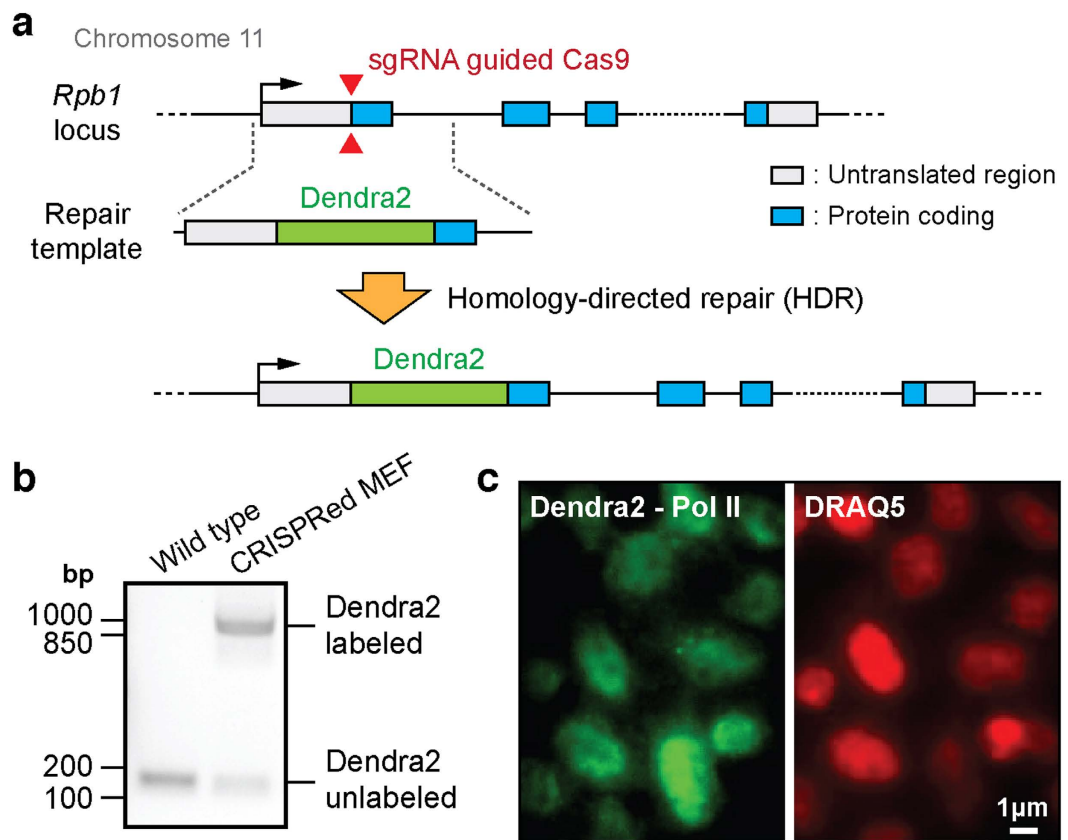 a
Chromosome 11
sgRNA guided Cas9
Rpb1
locus
: Untranslated region
: Protein coding
Dendra2
Repair
template
Homology-directed repair (HDR)
Dendra2
b
Wild type
CRISPRed MEF
bp
1000
850
Dendra2
labeled
200
100
Dendra2
unlabeled
c
Dendra2 - Pol II
DRAQ5
1μm